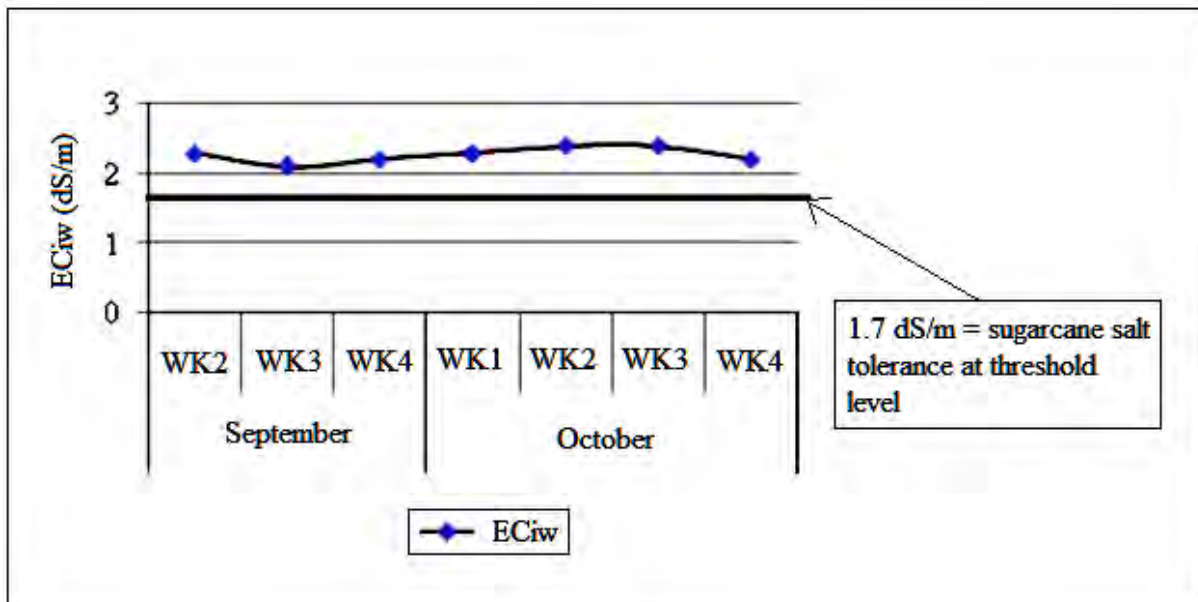 3
2
1
0
ECiw (dS/m)
WK2 WK3 WK4 WK1 WK2 WK3 WK4
September October
1.7 dS/m = sugarcane salt
tolerance at threshold
level
ECiw